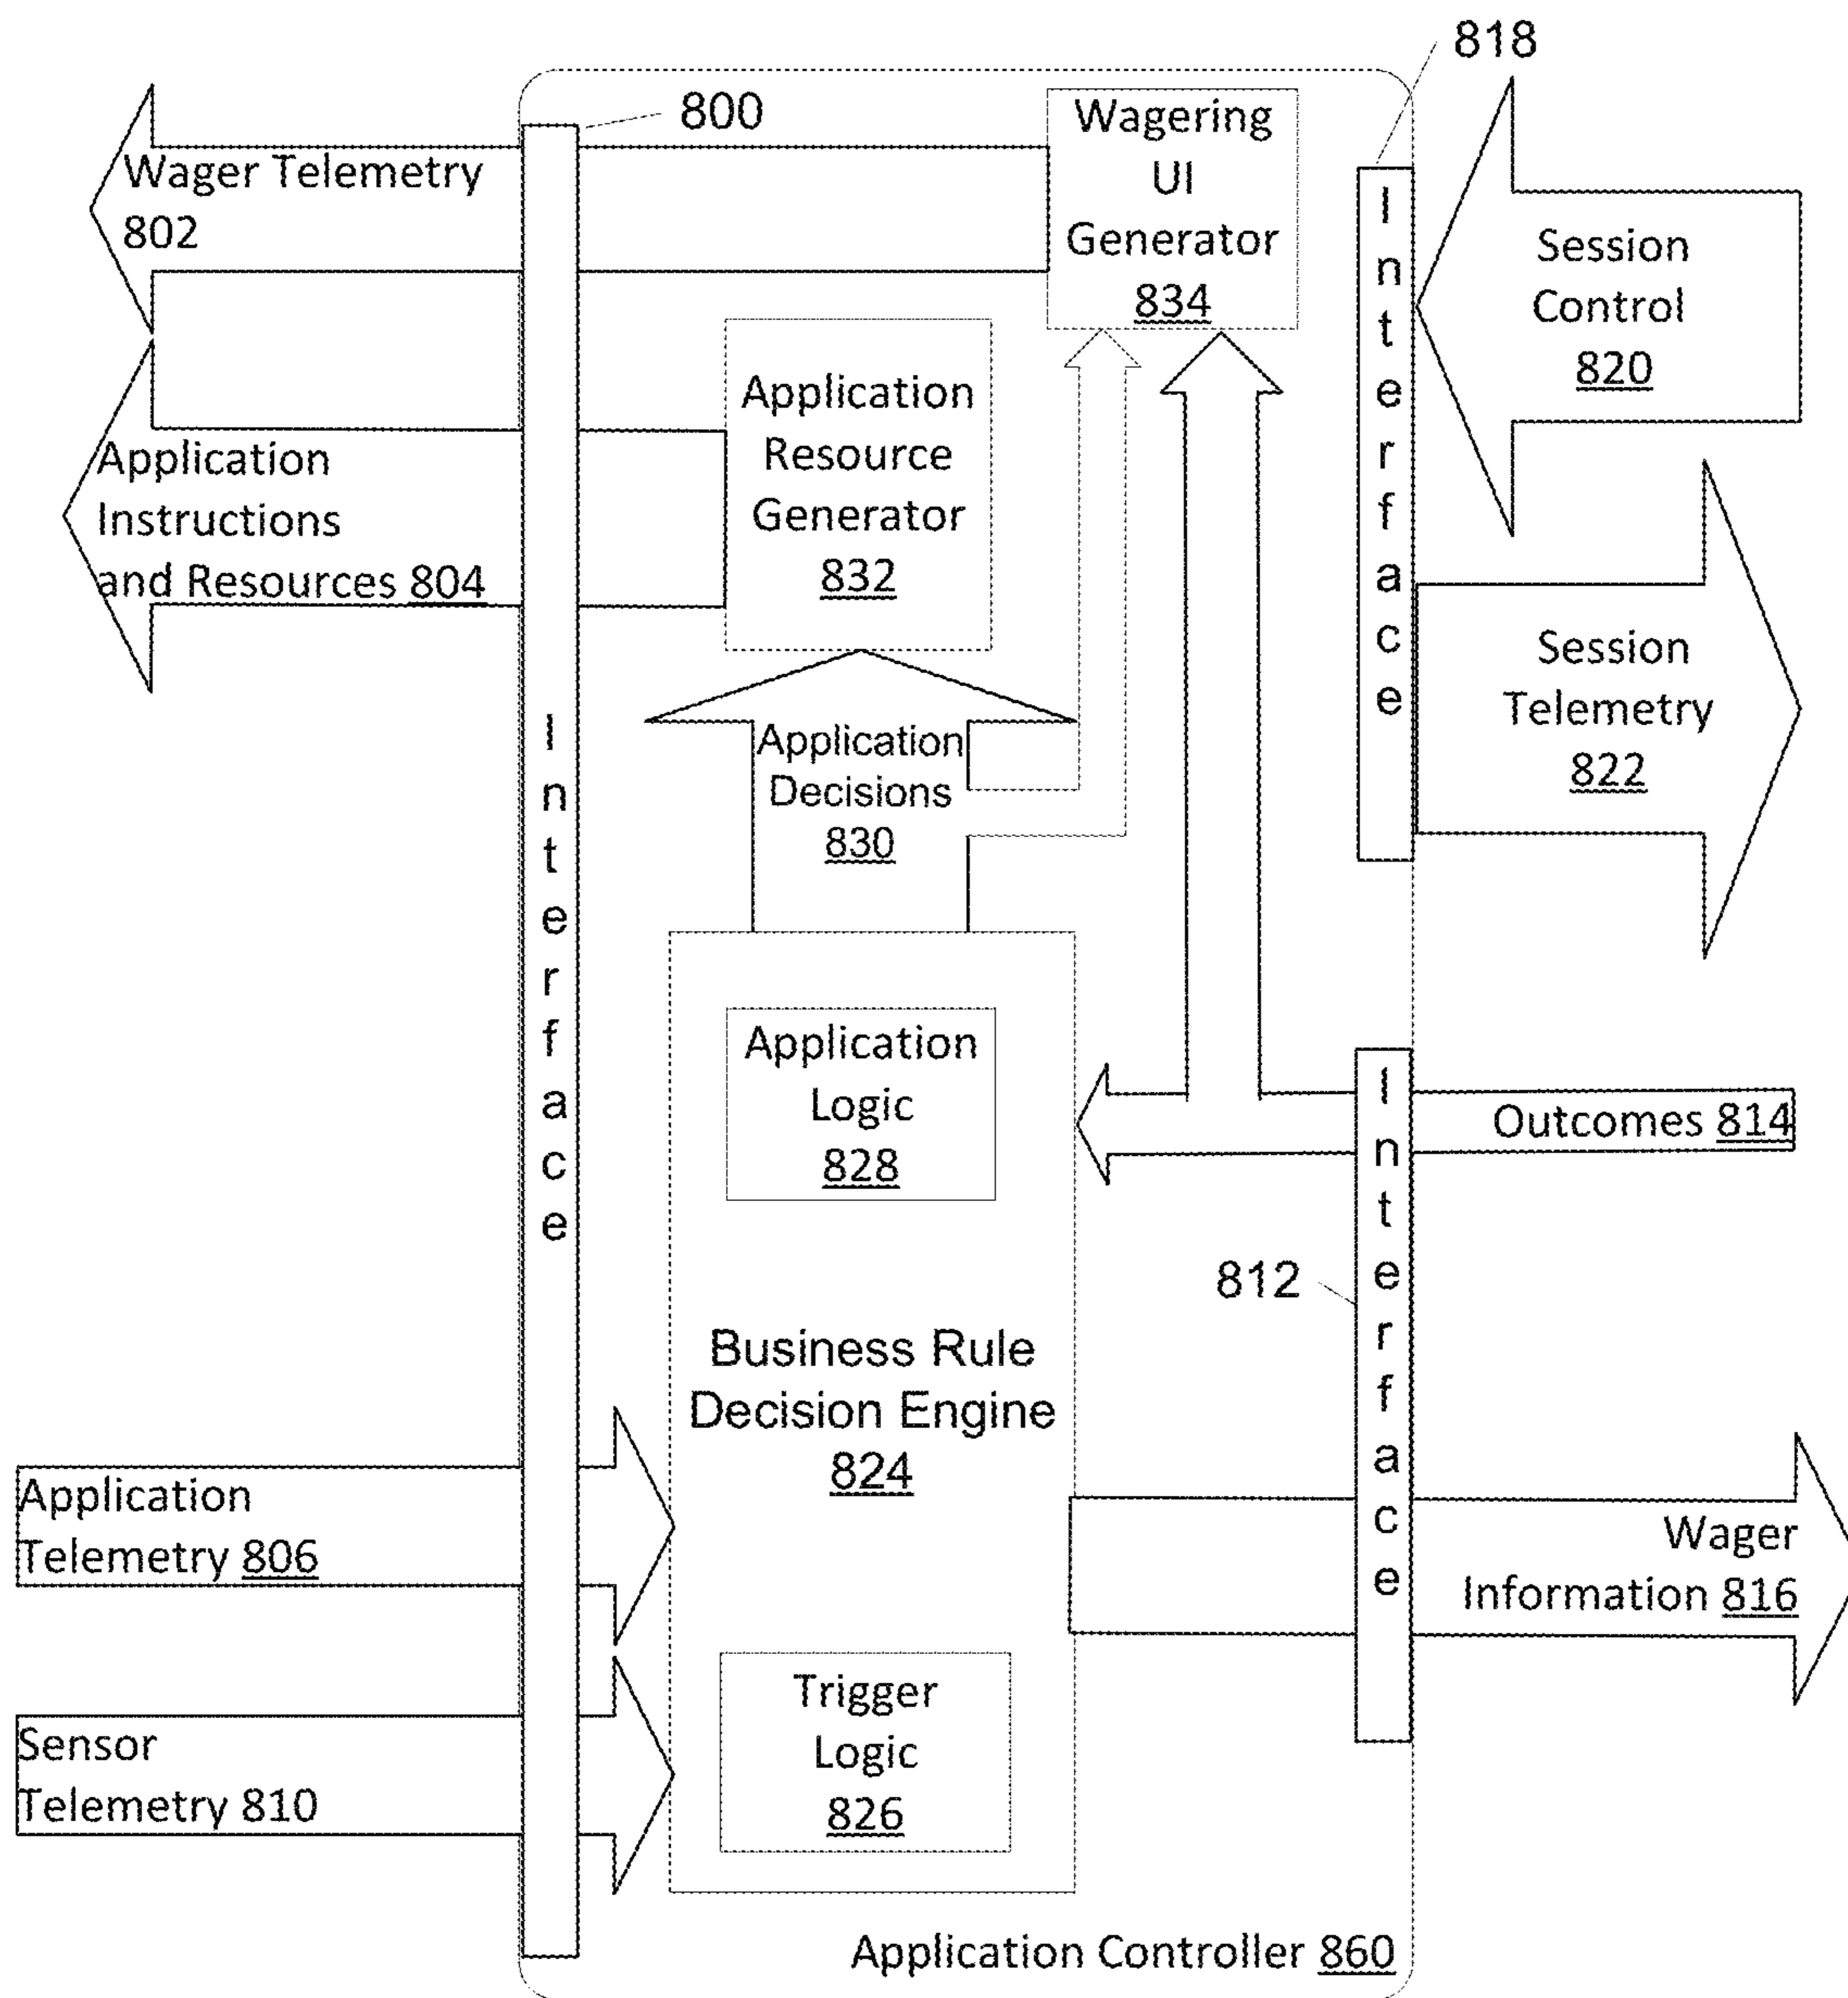 818
800
Wagering
UI
Generator
834
Wager Telemetry
802
Interface
Session
Control
820
Application
Resource
Generator
832
Application
Instructions
and Resources 804
Session
Telemetry
822
Interface
Application
Decisions
830
Application
Logic
828
Interface
Outcomes 814
812
Business Rule
Decision Engine
824
Application
Telemetry 806
Wager
Information 816
Trigger
Logic
826
Sensor
Telemetry 810
Application Controller 860